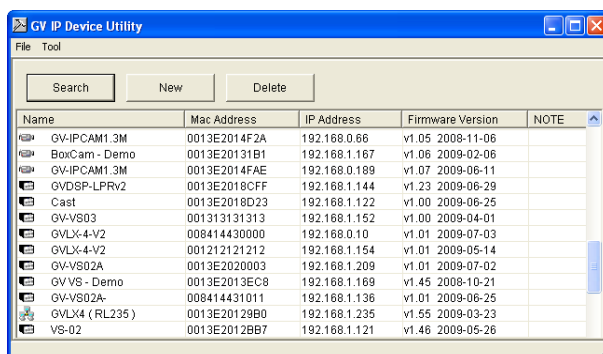 GV IP Device Utility
File Tool
Search New Delete
Name Mac Address IP Address Firmware Version NOTE
GV-IPCAM1.3M 0013E2014F2A 192.168.0.66 v1.05 2008-11-06
BoxCam - Demo 0013E20131B1 192.168.1.167 v1.06 2009-02-06
GV-IPCAM1.3M 0013E2014FAE 192.168.0.189 v1.07 2009-06-11
GVDSP-LPRv2 0013E2018CFF 192.168.1.144 v1.23 2009-06-29
Cast 0013E2018D23 192.168.1.122 v1.00 2009-06-25
GV-VS03 001313131313 192.168.1.152 v1.00 2009-04-01
GVLX-4-V2 008414430000 192.168.0.10 v1.01 2009-07-03
GVLX-4-V2 001212121212 192.168.1.154 v1.01 2009-05-14
GV-VS02A 0013E2020003 192.168.1.209 v1.01 2009-07-02
GV VS - Demo 0013E2013EC8 192.168.1.169 v1.45 2008-10-21
GV-VS02A- 008414431011 192.168.1.136 v1.01 2009-06-25
GVLX4 ( RL235 ) 0013E20129B0 192.168.1.235 v1.55 2009-03-23
VS-02 0013E2012BB7 192.168.1.121 v1.46 2009-05-26